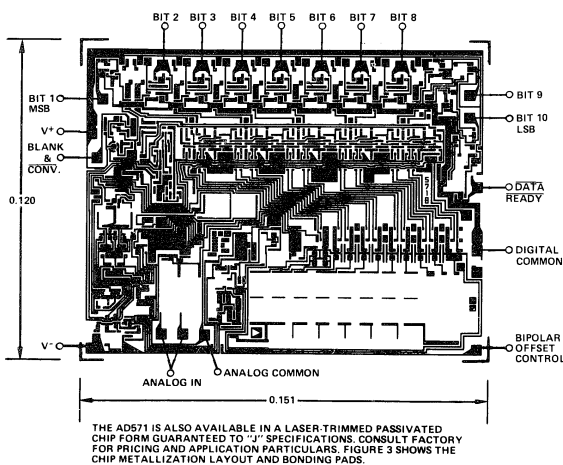 BIT 2 BIT 3 BIT 4 BIT 5 BIT 6 BIT 7 BIT 8
BIT 1
MSB
V+
BLANK
&
CONV.
0.120
V-
BIT 9
BIT 10
LSB
DATA
READY
DIGITAL
COMMON
BIPOLAR
OFFSET
CONTROL
ANALOG IN
ANALOG COMMON
0.151
THE AD571 IS ALSO AVAILABLE IN A LASER-TRIMMED PASSIVATED
CHIP FORM GUARANTEED TO "J" SPECIFICATIONS. CONSULT FACTORY
FOR PRICING AND APPLICATION PARTICULARS. FIGURE 3 SHOWS THE
CHIP METALLIZATION LAYOUT AND BONDING PADS.